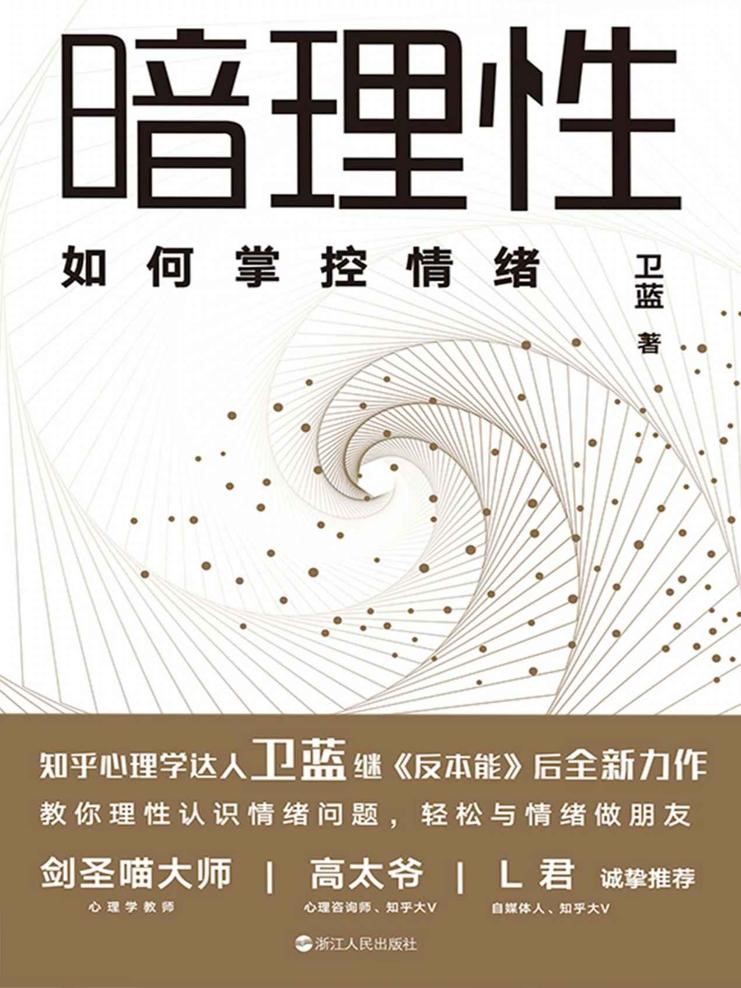 暗理性
如何掌控情绪
卫蓝 著
知乎心理学达人卫蓝继《反本能》后全新力作
教你理性认识情绪问题，轻松与情绪做朋友
剑圣喵大师 | 高太爷 | L君 诚挚推荐
心理学教师 心理咨询师、知乎大V 自媒体人、知乎大V
浙江人民出版社